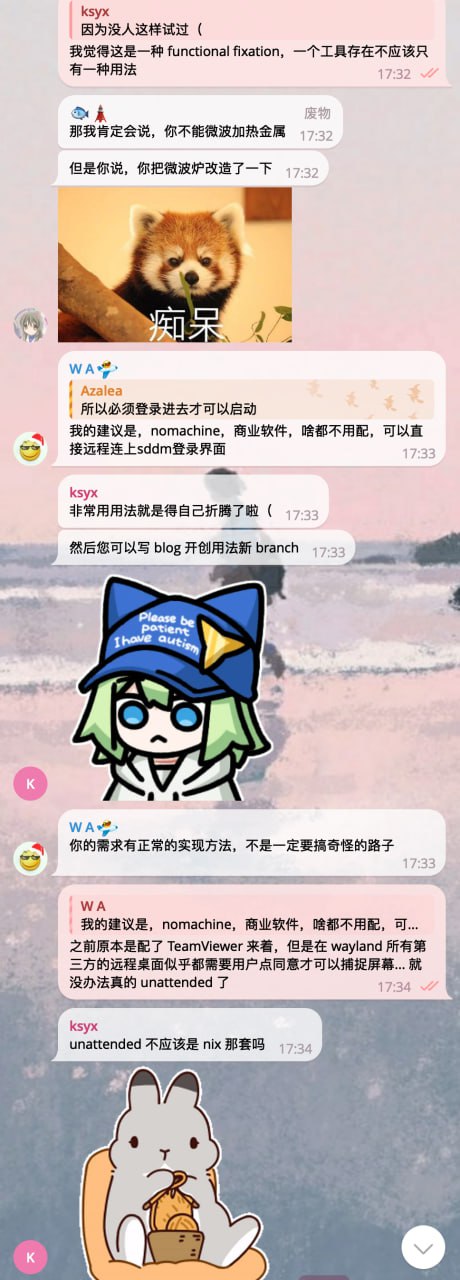 ksyx
因为没人这样试过（
我觉得这是一种 functional fixation，一个工具存在不应该只
有一种用法
17:32
废物
那我肯定会说，你不能微波加热金属
17:32
但是你说，你把微波炉改造了一下
17:32
痴呆
W A
Azalea
所以必须登录进去才可以启动
我的建议是，nomachine，商业软件，啥都不用配，可以直
接远程连上sddm登录界面
17:33
ksyx
非常用用法就是得自己折腾了啦（
17:33
然后您可以写 blog 开创用法新 branch
17:33
Please be
patient
I have autism
K
W A
你的需求有正常的实现方法，不是一定要搞奇怪的路子
17:33
W A
我的建议是，nomachine，商业软件，啥都不用配，可...
之前原本是配了 TeamViewer 来着，但是在 wayland 所有第
三方的远程桌面似乎都需要用户点同意才可以捕捉屏幕... 就
没办法真的 unattended 了
17:34
ksyx
unattended 不应该是 nix 那套吗
17:34
K